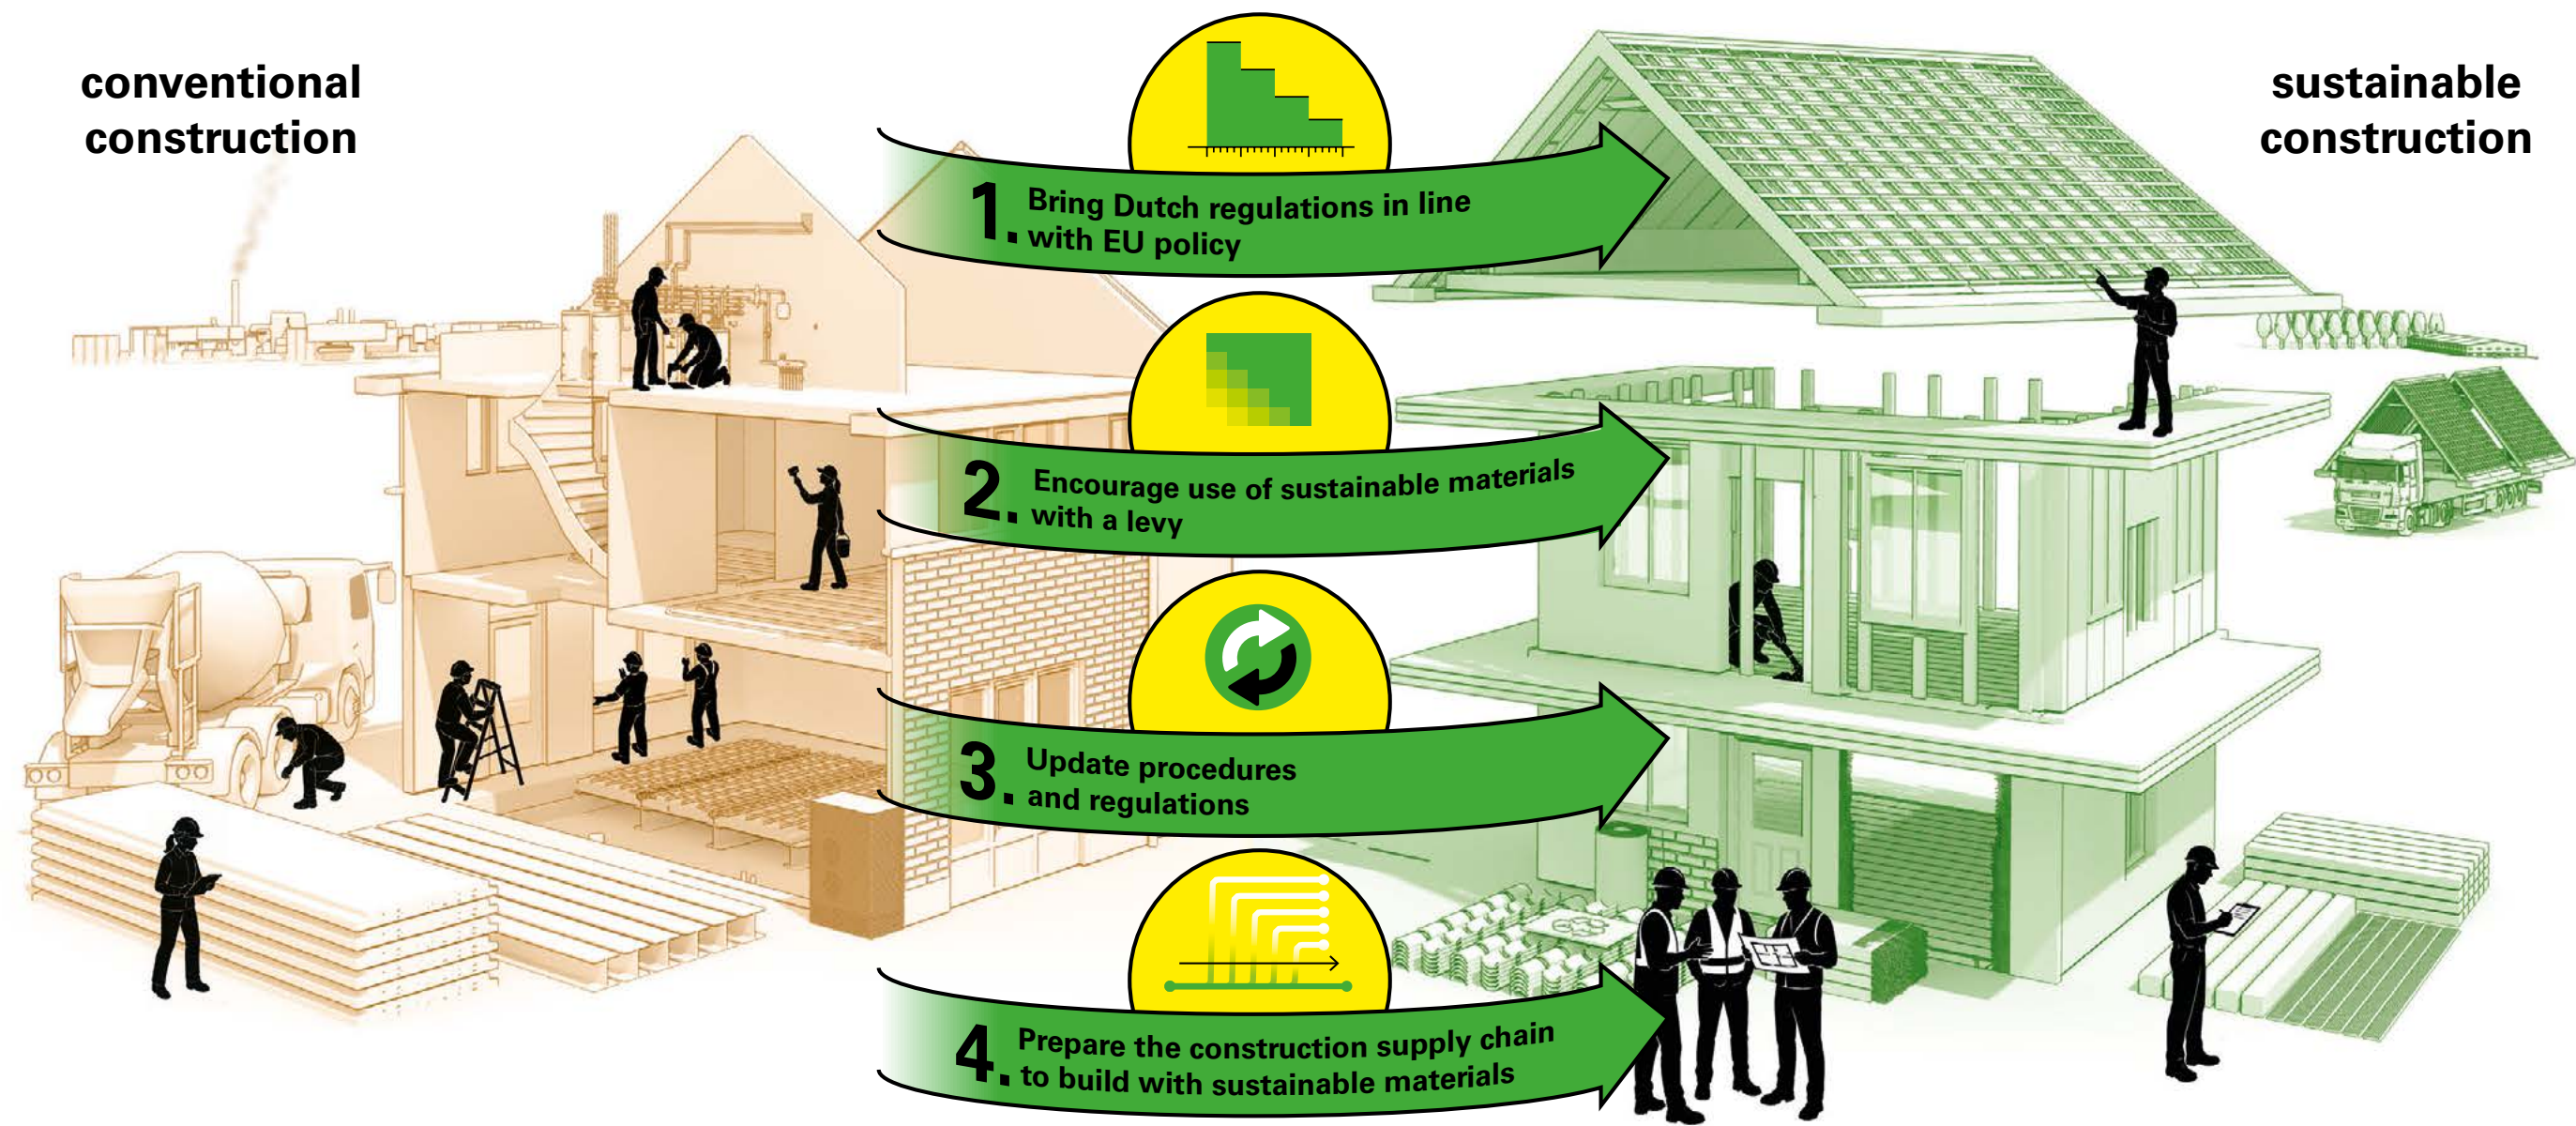 conventional
construction
sustainable
construction
1. Bring Dutch regulations in line
with EU policy
2. Encourage use of sustainable materials
with a levy
3. Update procedures
and regulations
4. Prepare the construction supply chain
to build with sustainable materials